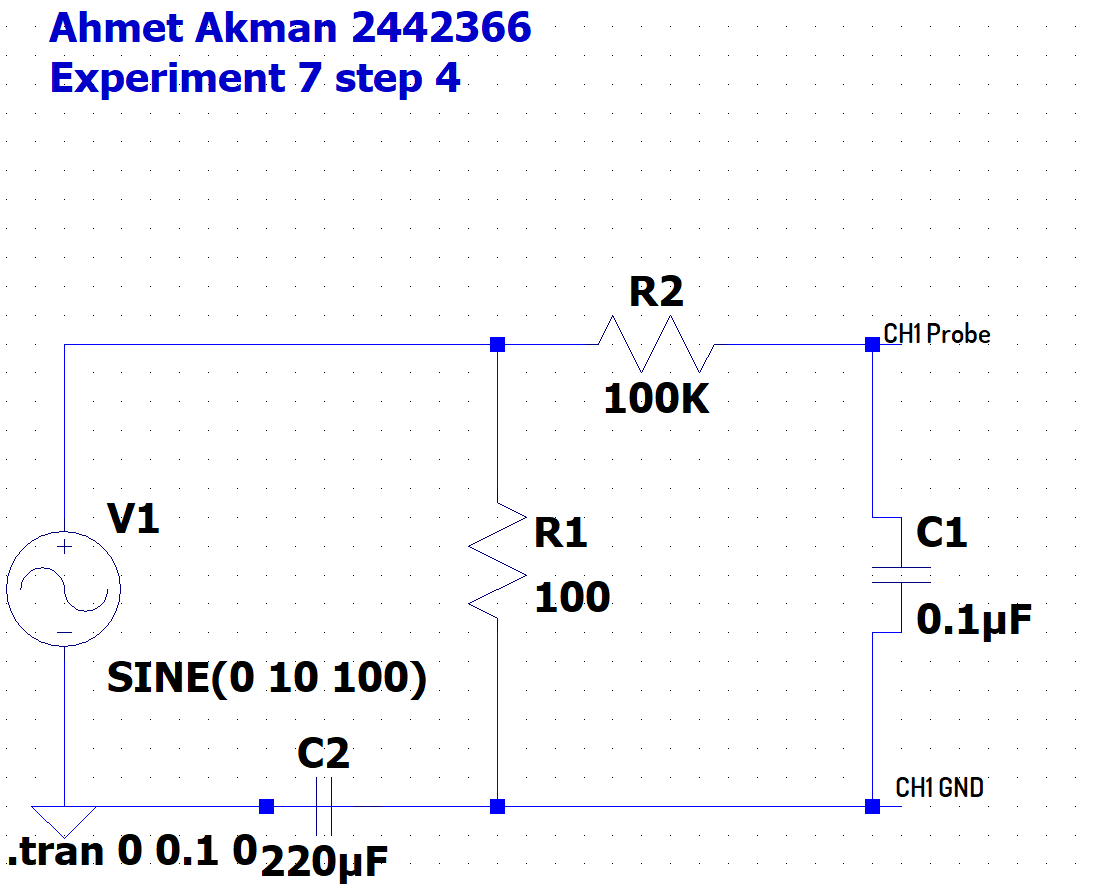 Ahmet Akman 2442366
Experiment 7 step 4
R2
CH1 Probe
100K
V1
+
R1
C1
100
0.1µF
−
SINE(0 10 100)
C2
CH1 GND
.tran 0 0.1 0
220µF